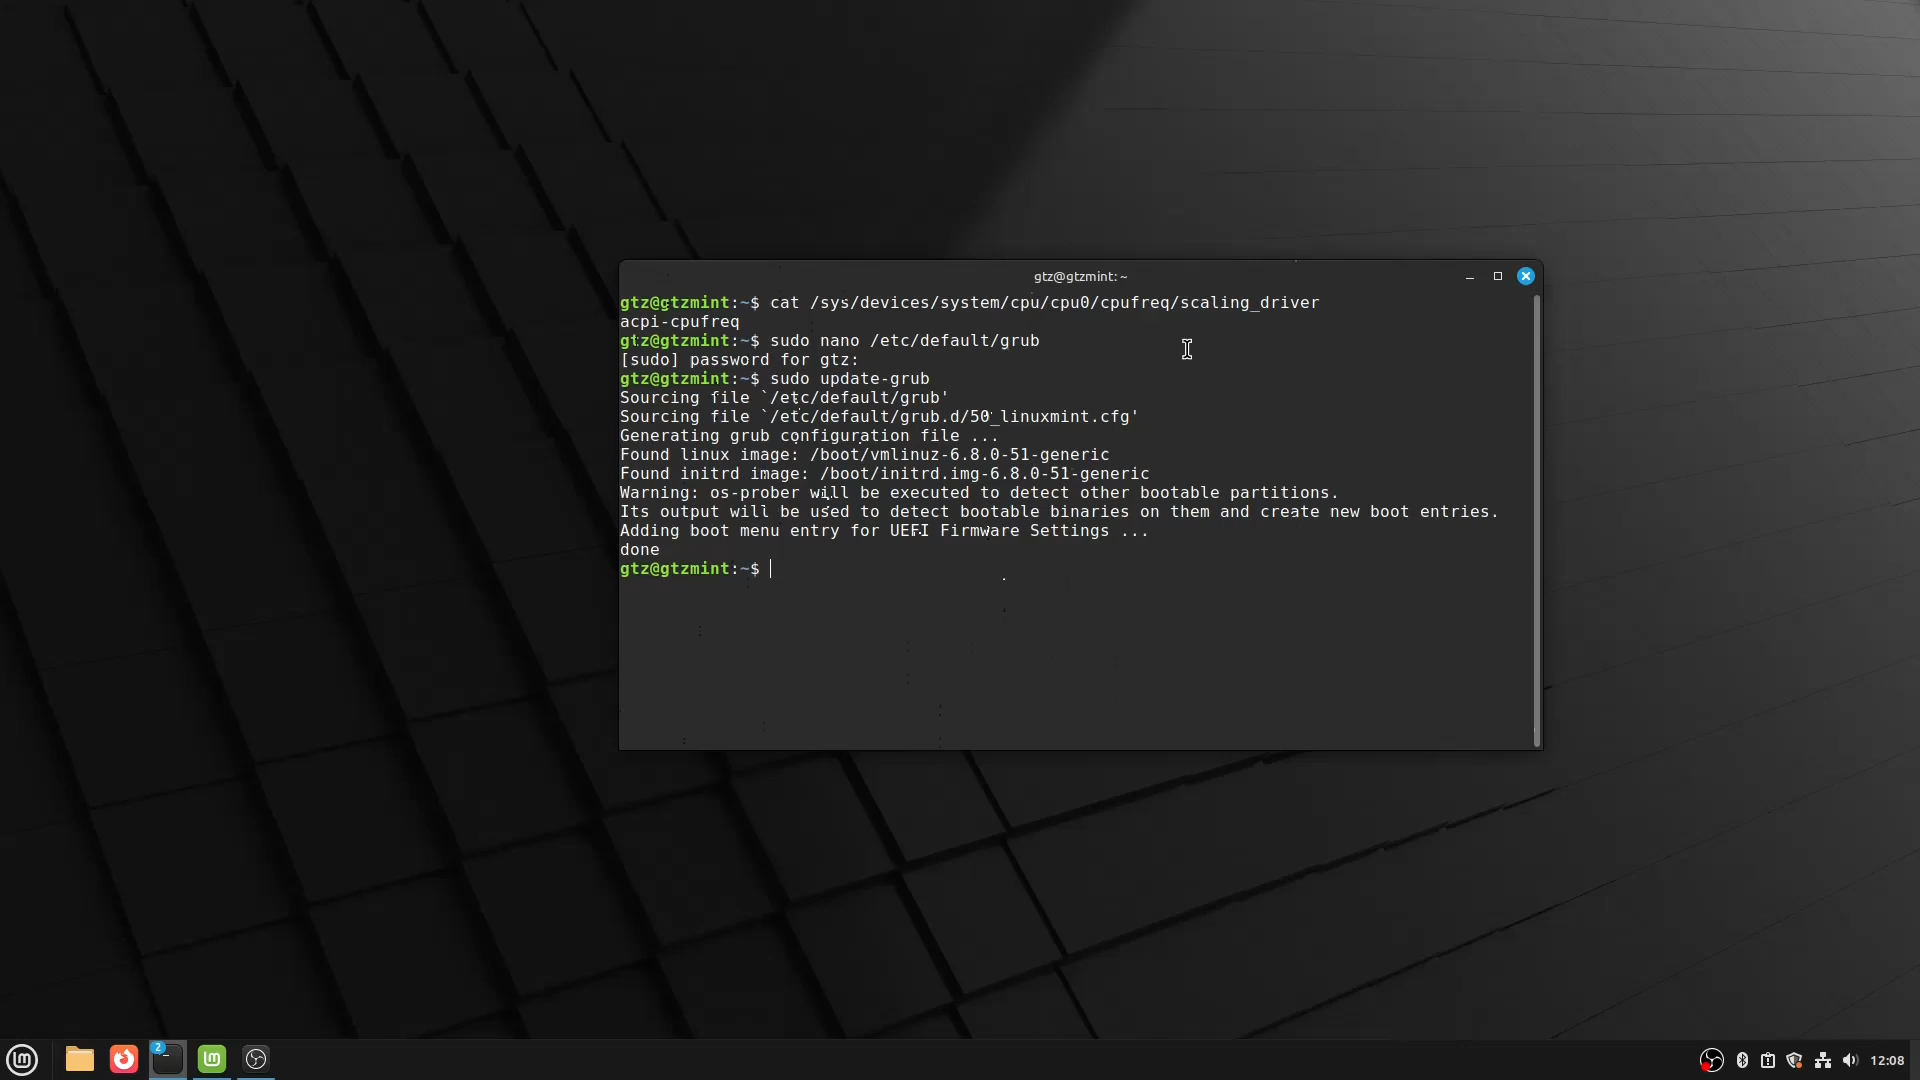 gtz@gtzmint:~
gtz@gtzmint:~$ cat /sys/devices/system/cpu/cpu0/cpufreq/scaling_driver
acpi-cpufreq
gtz@gtzmint:~$ sudo nano /etc/default/grub
[sudo] password for gtz:
gtz@gtzmint:~$ sudo update-grub
Sourcing file `/etc/default/grub'
Sourcing file `/etc/default/grub.d/50_linuxmint.cfg'
Generating grub configuration file ...
Found linux image: /boot/vmlinuz-6.8.0-51-generic
Found initrd image: /boot/initrd.img-6.8.0-51-generic
Warning: os-prober will be executed to detect other bootable partitions.
Its output will be used to detect bootable binaries on them and create new boot entries.
Adding boot menu entry for UEFI Firmware Settings ...
done
gtz@gtzmint:~$
2
12:08